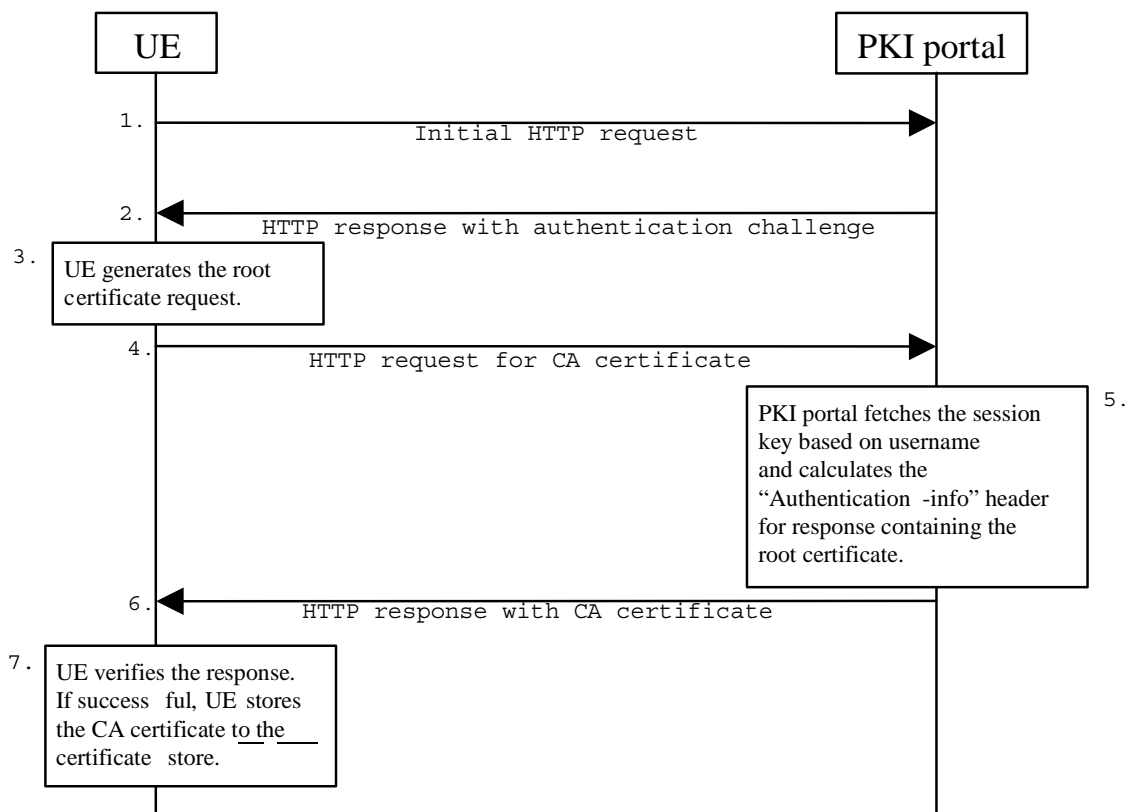 UE
PKI portal
1.
Initial HTTP request
2.
HTTP response with authentication challenge
3.
UE generates the root
certificate request.
4.
HTTP request for CA certificate
5.
PKI portal fetches the session
key based on username
and calculates the
“Authentication -info” header
for response containing the
root certificate.
6.
HTTP response with CA certificate
7.
UE verifies the response.
If success ful, UE stores
the CA certificate to the
certificate store.